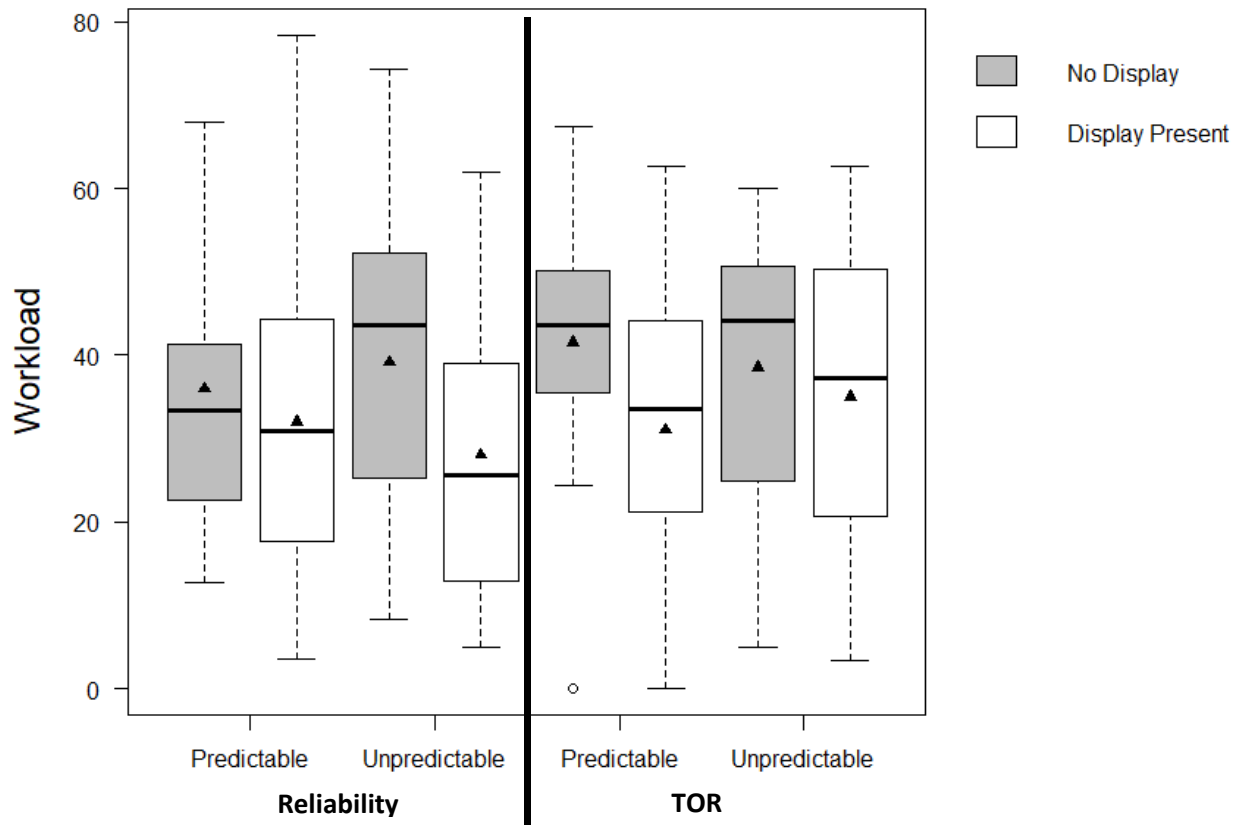 80
60
40
20
0
Workload
No Display
Display Present
Predictable Unpredictable Predictable Unpredictable
Reliability TOR